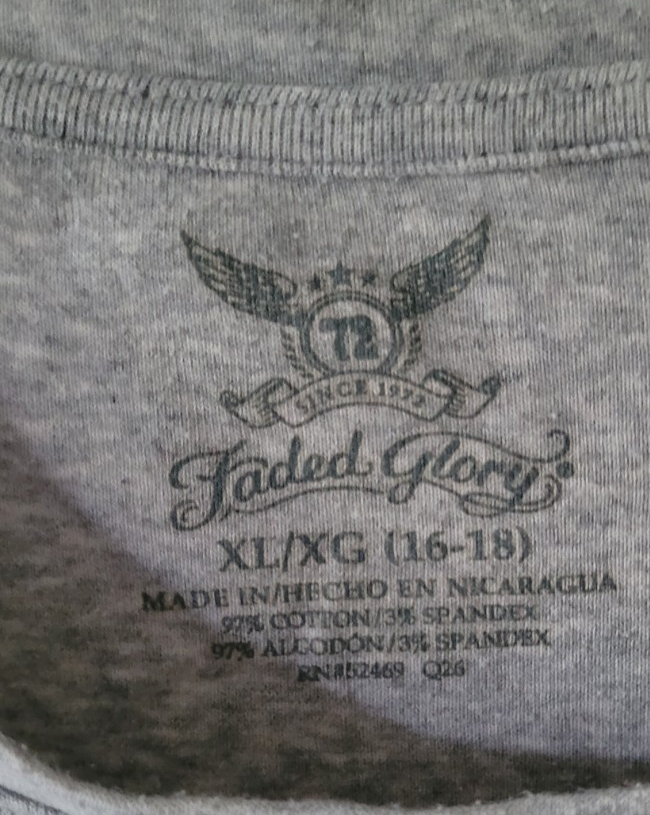 72
SINCE 1972
Faded Glory
XL/XG (16-18)
MADE IN/HECHO EN NICARAGUA
97% COTTON/3% SPANDEX
97% ALGODÓN/3% SPANDEX
RN#52469 Q26